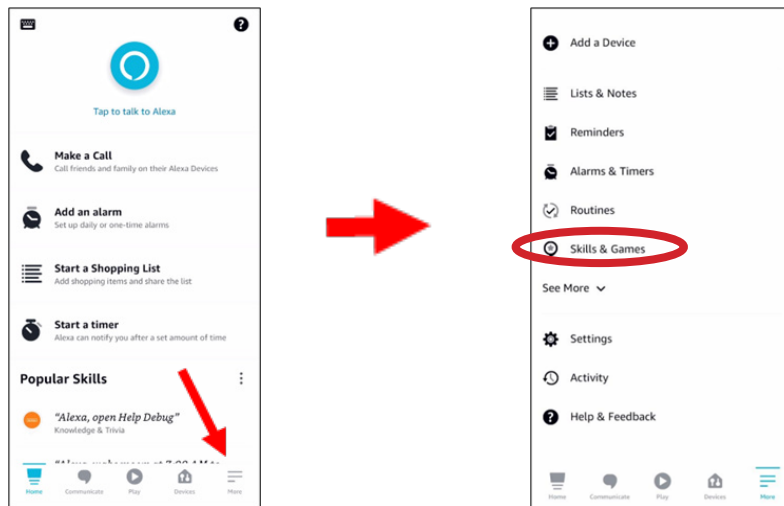 Tap to talk to Alexa
Make a Call
Call friends and family on their Alexa Devices
Add an alarm
Set up daily or one-time alarms
Start a Shopping List
Add shopping items and share the list
Start a timer
Alexa can notify you after a set amount of time
Popular Skills
"Alexa, open Help Debug"
Knowledge & Trivia
Home Communicate Play Devices More
Add a Device
Lists & Notes
Reminders
Alarms & Timers
Routines
Skills & Games
See More
Settings
Activity
Help & Feedback
Home Communicate Play Devices More